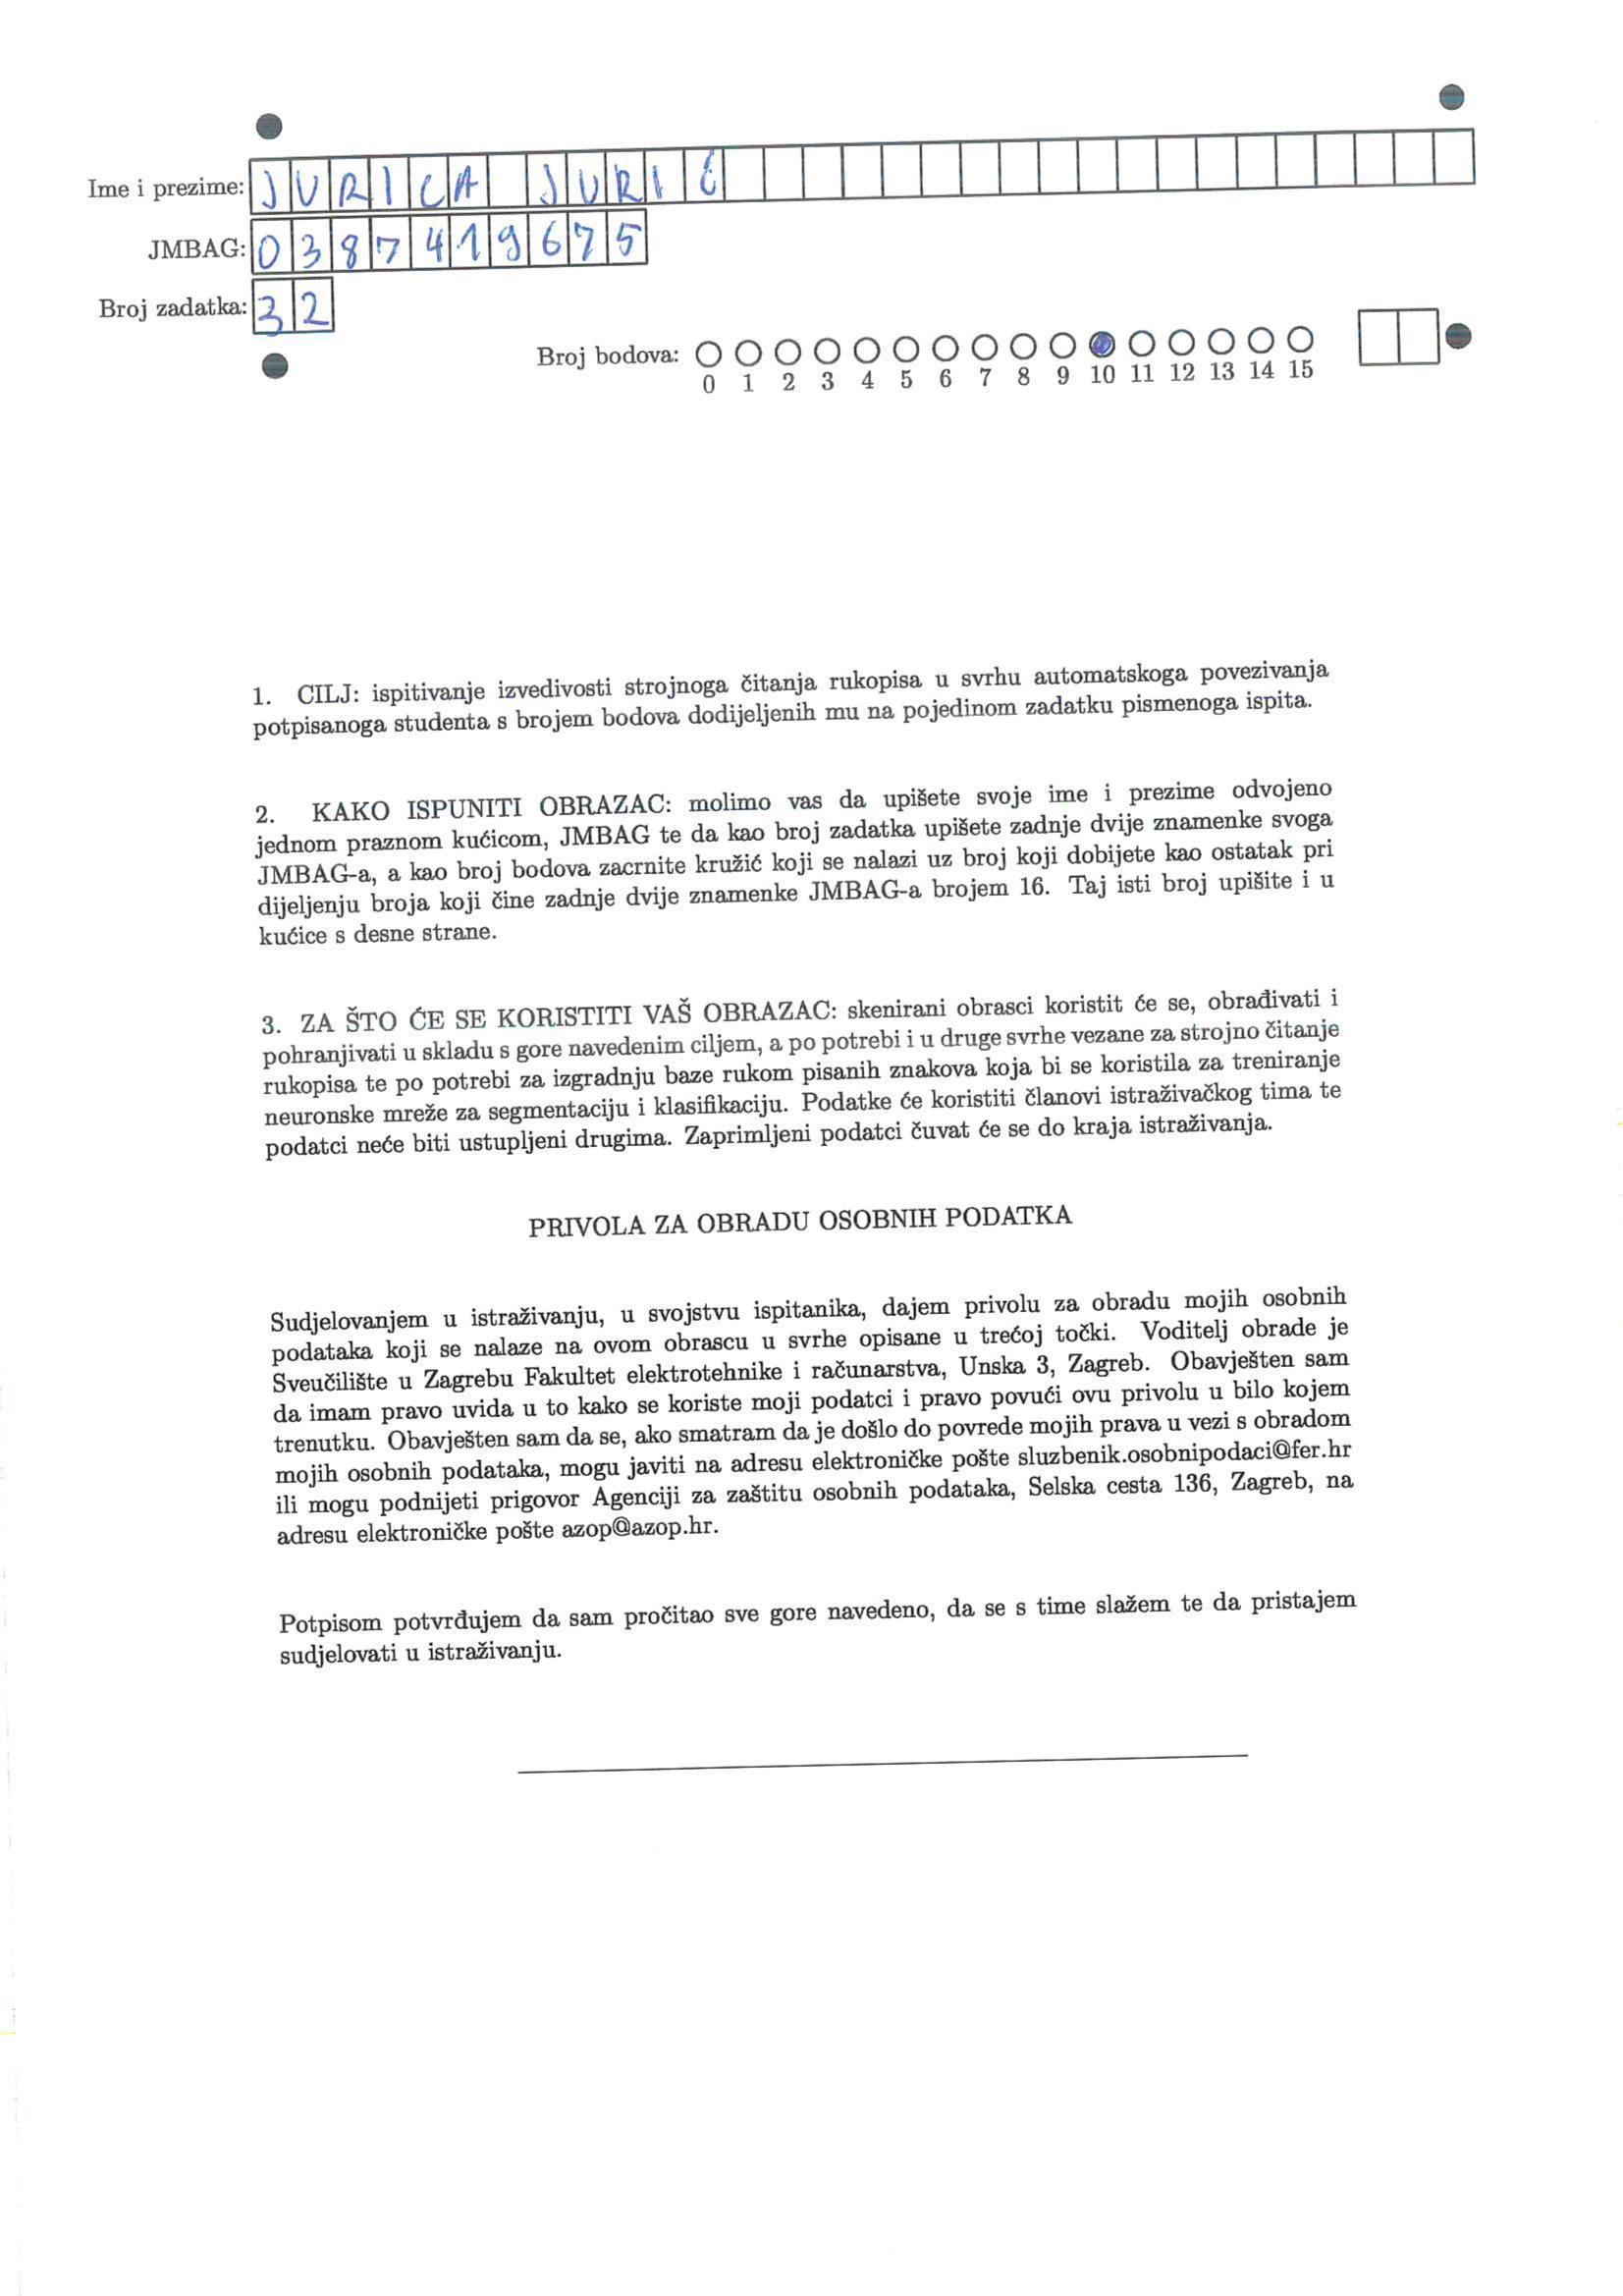 Ime i prezime: JURICA JURIĆ
JMBAG: 0387419675
Broj zadatka: 32
Broj bodova:
0 1 2 3 4 5 6 7 8 9 10 11 12 13 14 15
1. CILJ: ispitivanje izvedivosti strojnoga čitanja rukopisa u svrhu automatskoga povezivanja
potpisanoga studenta s brojem bodova dodijeljenih mu na pojedinom zadatku pismenoga ispita.
2. KAKO ISPUNITI OBRAZAC: molimo vas da upišete svoje ime i prezime odvojeno
jednom praznom kućicom, JMBAG te da kao broj zadatka upišete zadnje dvije znamenke svoga
JMBAG-a, a kao broj bodova zacrnite kružić koji se nalazi uz broj koji dobijete kao ostatak pri
dijeljenju broja koji čine zadnje dvije znamenke JMBAG-a brojem 16. Taj isti broj upišite i u
kućice s desne strane.
3. ZA ŠTO ĆE SE KORISTITI VAŠ OBRAZAC: skenirani obrasci koristit će se, obrađivati i
pohranjivati u skladu s gore navedenim ciljem, a po potrebi i u druge svrhe vezane za strojno čitanje
rukopisa te po potrebi za izgradnju baze rukom pisanih znakova koja bi se koristila za treniranje
neuronske mreže za segmentaciju i klasifikaciju. Podatke će koristiti članovi istraživačkog tima te
podatci neće biti ustupljeni drugima. Zaprimljeni podatci čuvat će se do kraja istraživanja.
PRIVOLA ZA OBRADU OSOBNIH PODATKA
Sudjelovanjem u istraživanju, u svojstvu ispitanika, dajem privolu za obradu mojih osobnih
podataka koji se nalaze na ovom obrascu u svrhe opisane u trećoj točki. Voditelj obrade je
Sveučilište u Zagrebu Fakultet elektrotehnike i računarstva, Unska 3, Zagreb. Obavješten sam
da imam pravo uvida u to kako se koriste moji podatci i pravo povući ovu privolu u bilo kojem
trenutku. Obavješten sam da se, ako smatram da je došlo do povrede mojih prava u vezi s obradom
mojih osobnih podataka, mogu javiti na adresu elektroničke pošte sluzbenik.osobnipodaci@fer.hr
ili mogu podnijeti prigovor Agenciji za zaštitu osobnih podataka, Selska cesta 136, Zagreb, na
adresu elektroničke pošte azop@azop.hr.
Potpisom potvrđujem da sam pročitao sve gore navedeno, da se s time slažem te da pristajem
sudjelovati u istraživanju.